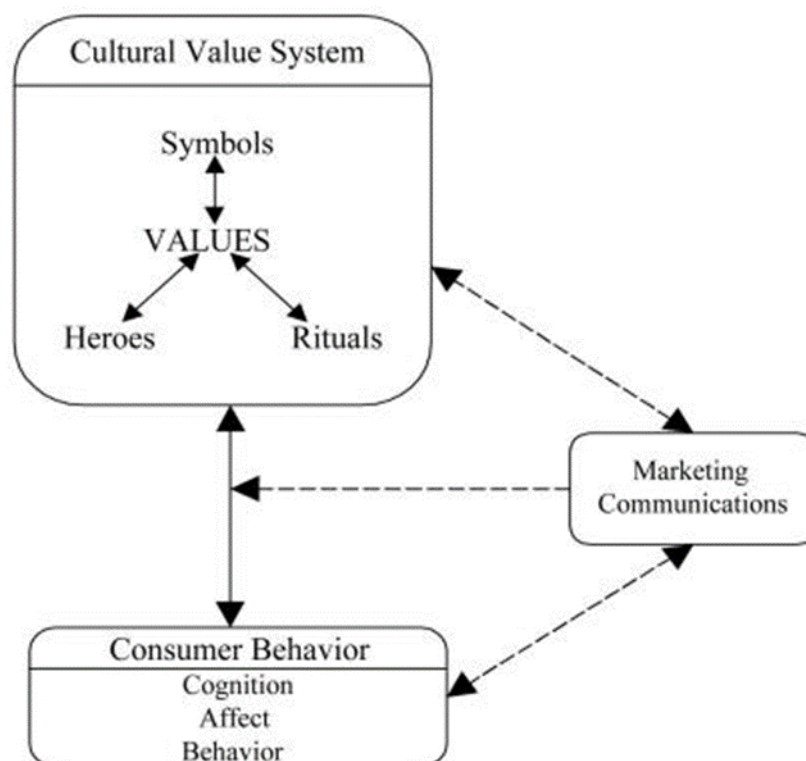 Cultural Value System
Symbols
VALUES
Heroes Rituals
Marketing
Communications
Consumer Behavior
Cognition
Affect
Behavior